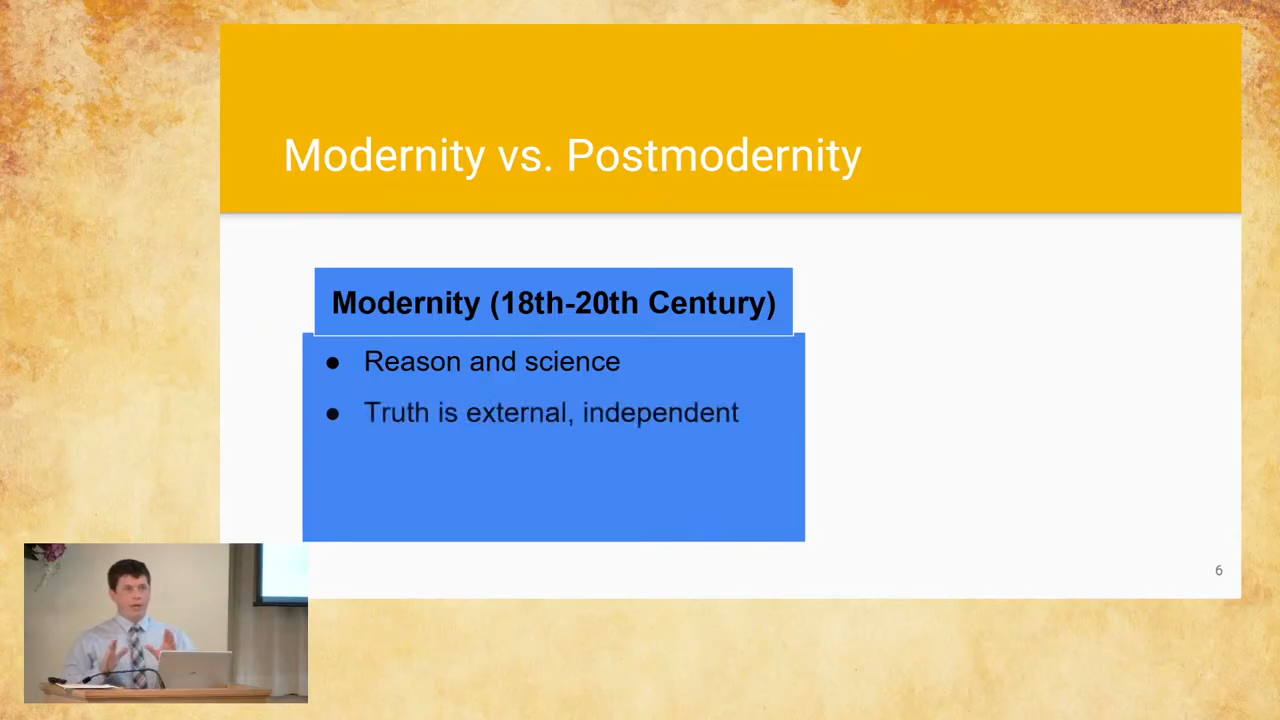 Modernity vs. Postmodernity
Modernity (18th-20th Century)
● Reason and science
● Truth is external, independent
6